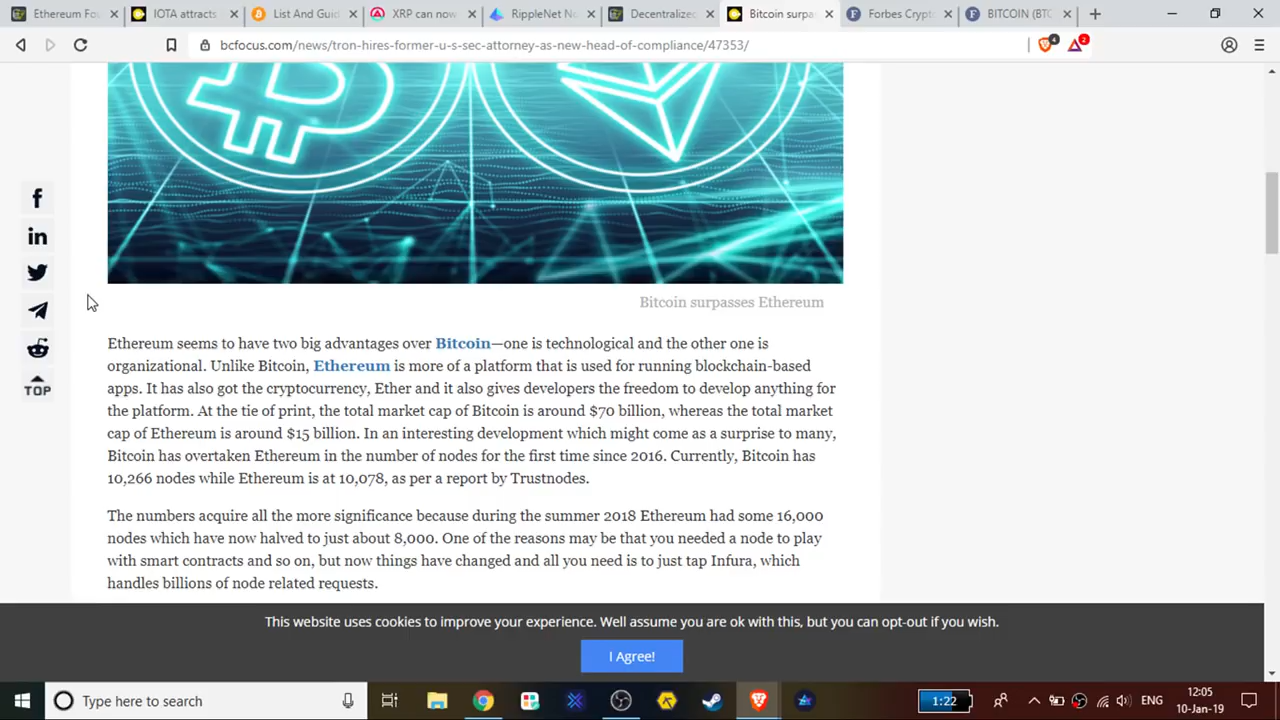 Ethereum Fou
IOTA attracts
List And Guid
XRP can now
RippleNet No
Decentralized
Bitcoin surpa
Forbes Crypt
BITCOIN (BTC
bcfocus.com/news/tron-hires-former-u-s-sec-attorney-as-new-head-of-compliance/47353/
4
2
TOP
Bitcoin surpasses Ethereum
Ethereum seems to have two big advantages over Bitcoin—one is technological and the other one is
organizational. Unlike Bitcoin, Ethereum is more of a platform that is used for running blockchain-based
apps. It has also got the cryptocurrency, Ether and it also gives developers the freedom to develop anything for
the platform. At the tie of print, the total market cap of Bitcoin is around $70 billion, whereas the total market
cap of Ethereum is around $15 billion. In an interesting development which might come as a surprise to many,
Bitcoin has overtaken Ethereum in the number of nodes for the first time since 2016. Currently, Bitcoin has
10,266 nodes while Ethereum is at 10,078, as per a report by Trustnodes.
The numbers acquire all the more significance because during the summer 2018 Ethereum had some 16,000
nodes which have now halved to just about 8,000. One of the reasons may be that you needed a node to play
with smart contracts and so on, but now things have changed and all you need is to just tap Infura, which
handles billions of node related requests.
This website uses cookies to improve your experience. Well assume you are ok with this, but you can opt-out if you wish.
I Agree!
Type here to search
1:22
ENG
12:05
10-Jan-19